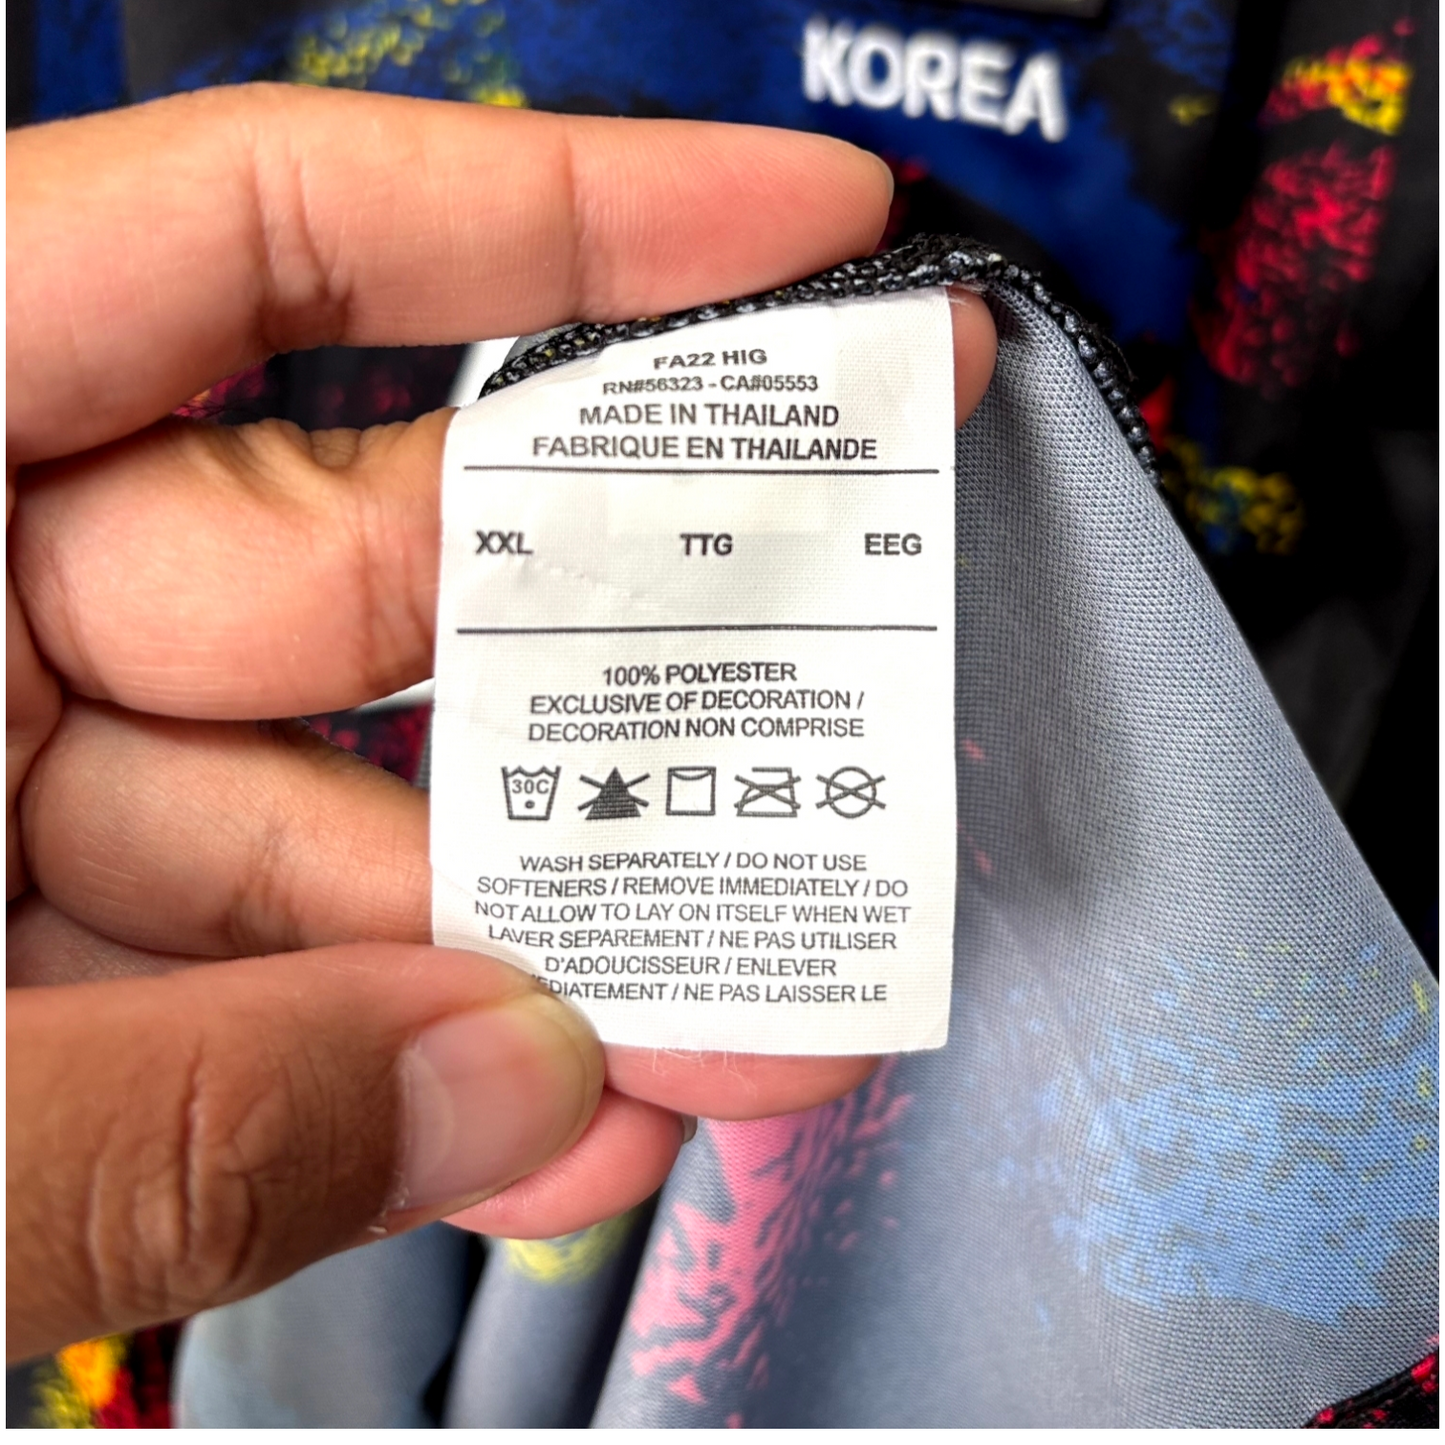 KOREA
FA22 HIG
RN#56323 - CA#05553
MADE IN THAILAND
FABRIQUE EN THAILANDE
XXL TTG EEG
100% POLYESTER
EXCLUSIVE OF DECORATION /
DECORATION NON COMPRISE
30C
WASH SEPARATELY / DO NOT USE
SOFTENERS / REMOVE IMMEDIATELY / DO
NOT ALLOW TO LAY ON ITSELF WHEN WET
LAVER SEPAREMENT / NE PAS UTILISER
D'ADOUCISSEUR / ENLEVER
/ NE PAS LAISSER LE